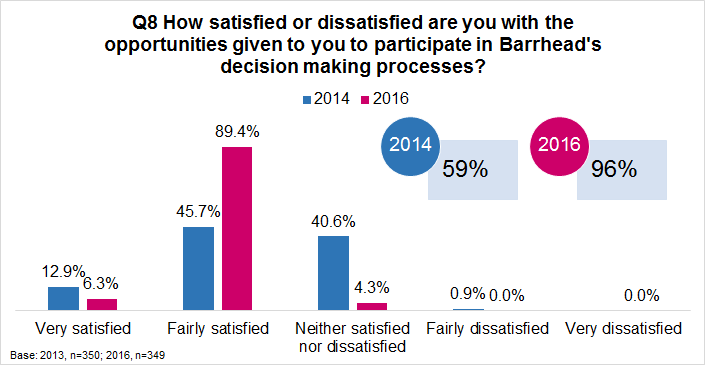 Q8 How satisfied or dissatisfied are you with the
opportunities given to you to participate in Barrhead's
decision making processes?
2014 2016
2014
59%
2016
96%
12.9%
6.3%
45.7%
89.4%
40.6%
4.3%
0.9%
0.0%
0.0%
Very satisfied
Fairly satisfied
Neither satisfied
nor dissatisfied
Fairly dissatisfied
Very dissatisfied
Base: 2013, n=350; 2016, n=349